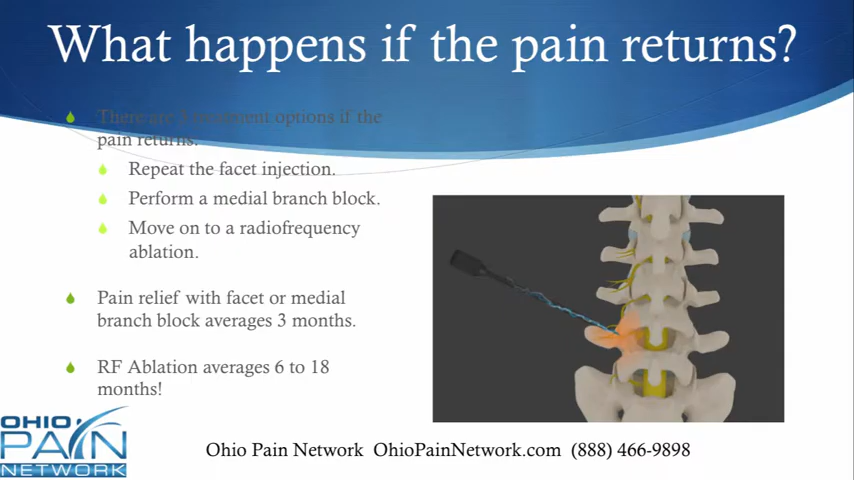 What happens if the pain returns?
There are 3 treatment options if the
pain returns.
Repeat the facet injection.
Perform a medial branch block.
Move on to a radiofrequency
ablation.
Pain relief with facet or medial
branch block averages 3 months.
RF Ablation averages 6 to 18
months!
OHIO
PAIN
NETWORK
Ohio Pain Network OhioPainNetwork.com (888) 466-9898